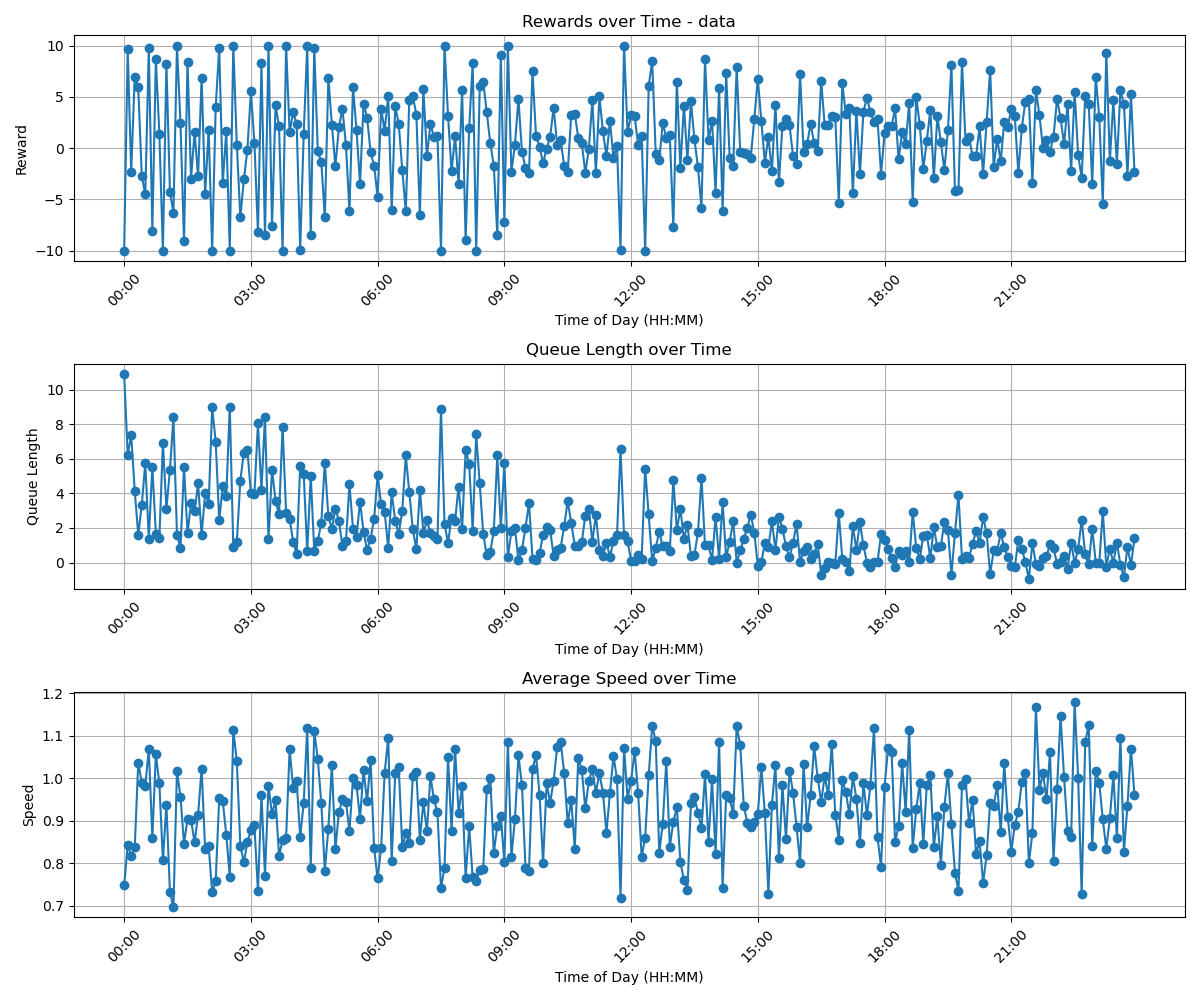 Rewards over Time - data
10
5
0
−5
−10
Reward
00:00 03:00 06:00 09:00 12:00 15:00 18:00 21:00
Time of Day (HH:MM)
Queue Length over Time
10
8
6
4
2
0
Queue Length
00:00 03:00 06:00 09:00 12:00 15:00 18:00 21:00
Time of Day (HH:MM)
Average Speed over Time
1.2
1.1
1.0
0.9
0.8
0.7
Speed
00:00 03:00 06:00 09:00 12:00 15:00 18:00 21:00
Time of Day (HH:MM)